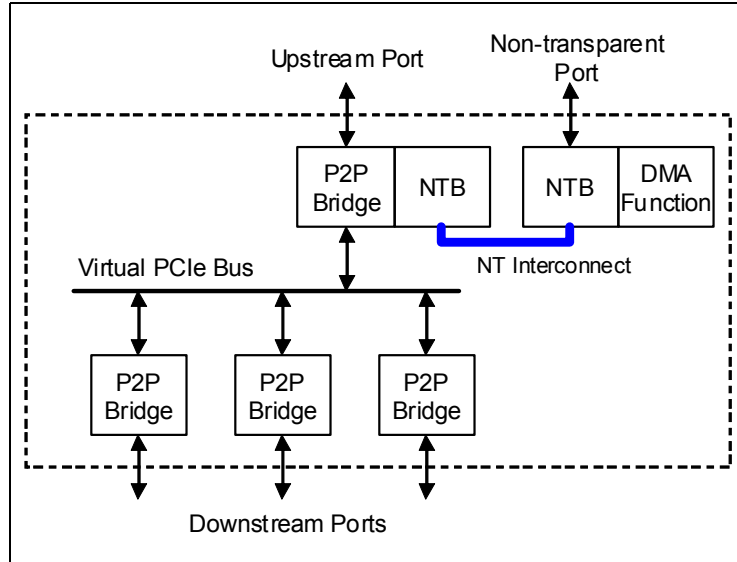 Upstream Port
Non-transparent
Port
P2P
Bridge
NTB
NTB
DMA
Function
NT Interconnect
Virtual PCIe Bus
P2P
Bridge
P2P
Bridge
P2P
Bridge
Downstream Ports